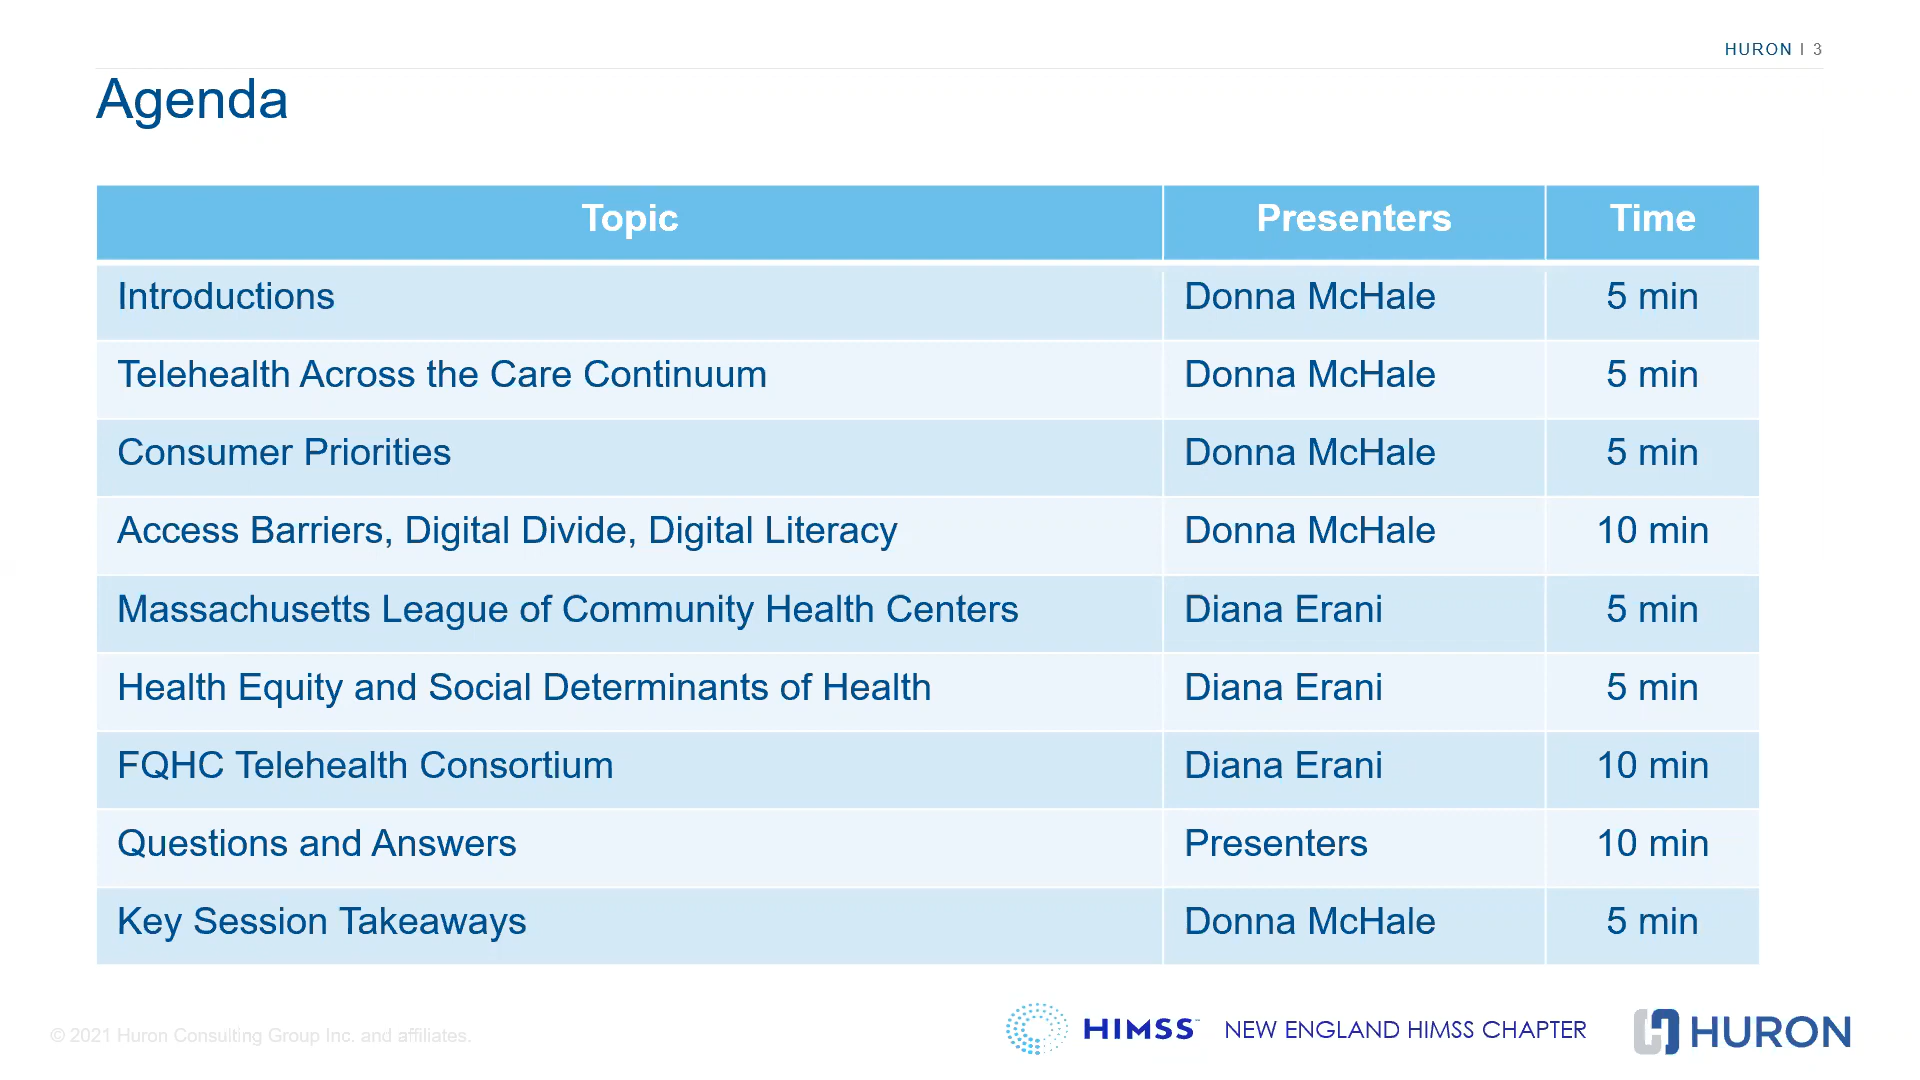 HURON | 3
Agenda
Topic Presenters Time
Introductions Donna McHale 5 min
Telehealth Across the Care Continuum Donna McHale 5 min
Consumer Priorities Donna McHale 5 min
Access Barriers, Digital Divide, Digital Literacy Donna McHale 10 min
Massachusetts League of Community Health Centers Diana Erani 5 min
Health Equity and Social Determinants of Health Diana Erani 5 min
FQHC Telehealth Consortium Diana Erani 10 min
Questions and Answers Presenters 10 min
Key Session Takeaways Donna McHale 5 min
© 2021 Huron Consulting Group Inc. and affiliates. HIMSS NEW ENGLAND HIMSS CHAPTER HURON